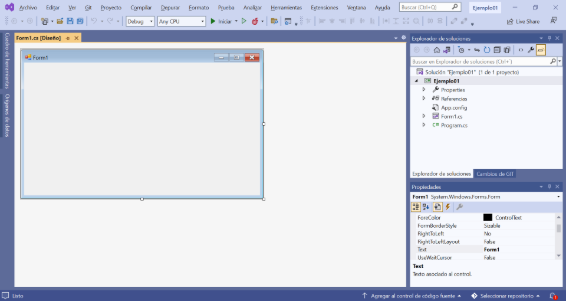 Archivo Editar Ver Git Proyecto Compilar Depurar Formato Prueba Analizar Herramientas Extensiones Ventana Ayuda Buscar (Ctrl+Q) Ejemplo01
Debug Any CPU Iniciar Live Share
Cuadro de herramientas
Orígenes de datos
Form1.cs [Diseño]
Form1
Explorador de soluciones
Buscar en Explorador de soluciones (Ctrl+)
Solución "Ejemplo01" (1 de 1 proyecto)
Ejemplo01
Properties
Referencias
App.config
Form1.cs
C# Program.cs
Explorador de soluciones Cambios de GIT
Propiedades
Form1 System.Windows.Forms.Form
ForeColor ControlText
FormBorderStyle Sizable
RightToLeft No
RightToLeftLayout False
Text Form1
UseWaitCursor False
Text
Texto asociado al control.
Listo Agregar al control de código fuente Seleccionar repositorio